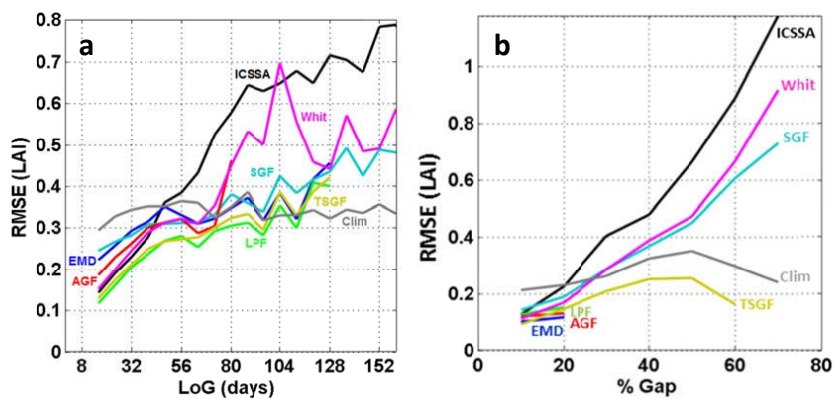 a
RMSE (LAI)
0.8
0.7
0.6
0.5
0.4
0.3
0.2
0.1
0
ICSSA
Whit
SGF
TSGF
Clim
LPF
EMD
AGF
8 32 56 80 104 128 152
LoG (days)
b
RMSE (LAI)
1
0.8
0.6
0.4
0.2
0
ICSSA
Whit
SGF
Clim
TSGF
LPF
AGF
EMD
0 20 40 60 80
% Gap